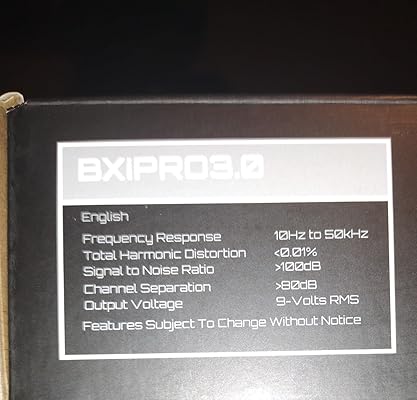 BXIPRO3.0
English
Frequency Response 10Hz to 50kHz
Total Harmonic Distortion <0.01%
Signal to Noise Ratio >100dB
Channel Separation >80dB
Output Voltage 9-Volts RMS
Features Subject To Change Without Notice